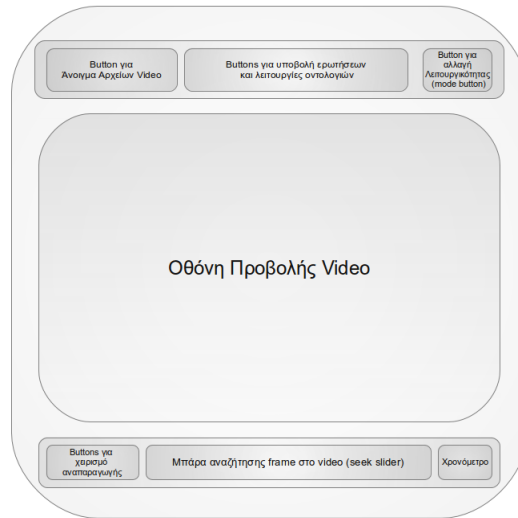 Button για
Άνοιγμα Αρχείων Video
Buttons για υποβολή ερωτήσεων
και λειτουργίες οντολογιών
Button για
αλλαγή
Λειτουργικότητας
(mode button)
Οθόνη Προβολής Video
Buttons για
χειρισμό
αναπαραγωγής
Μπάρα αναζήτησης frame στο video (seek slider)
Χρονόμετρο